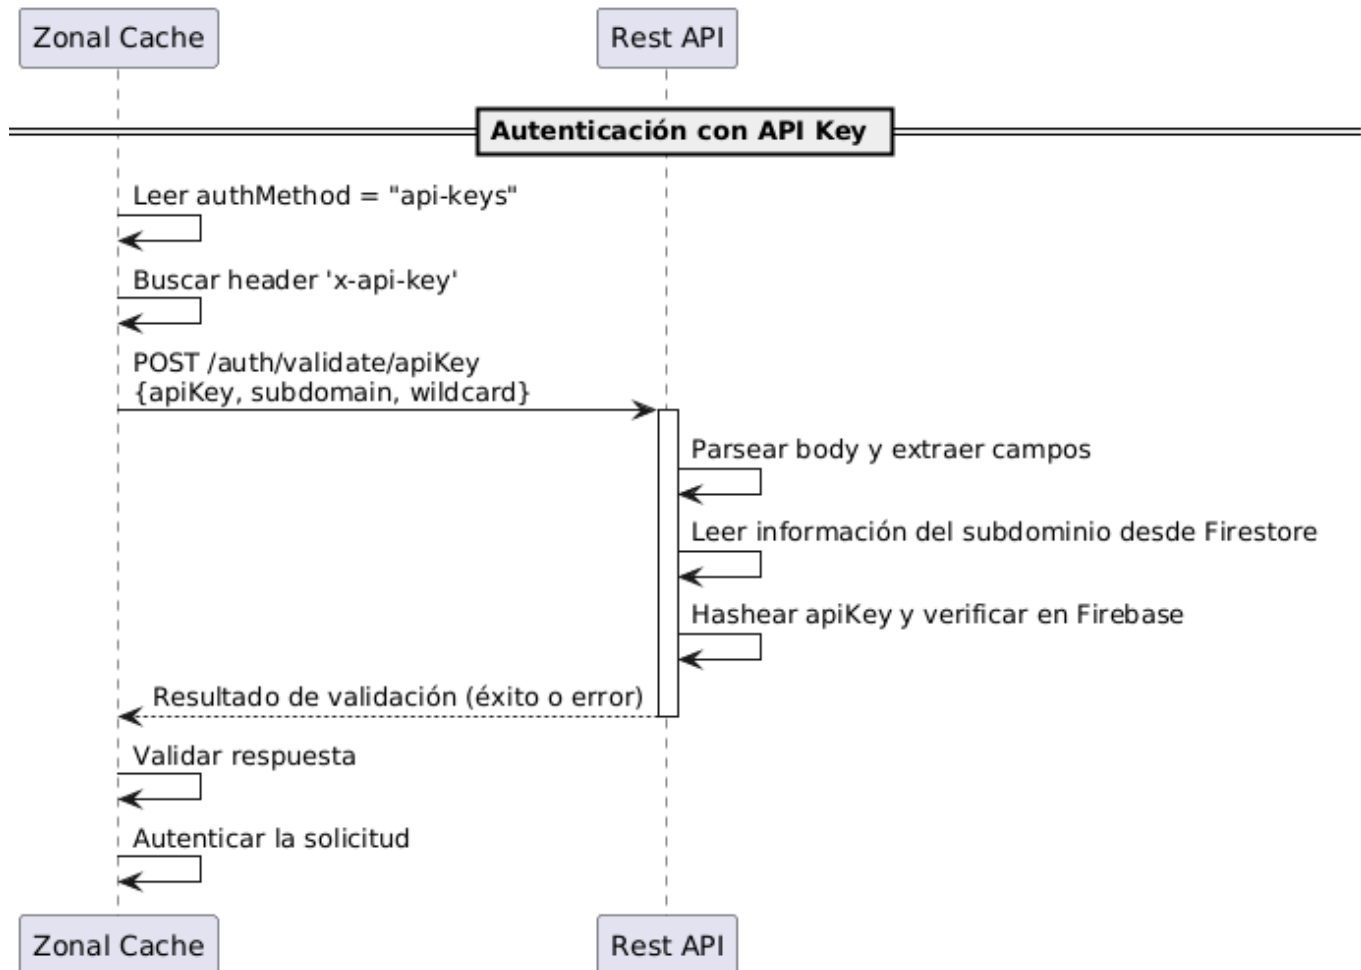 Zonal Cache
Rest API
Autenticación con API Key
Leer authMethod = "api-keys"
Buscar header 'x-api-key'
POST /auth/validate/apiKey
{apiKey, subdomain, wildcard}
Parsear body y extraer campos
Leer información del subdominio desde Firestore
Hashear apiKey y verificar en Firebase
Resultado de validación (éxito o error)
Validar respuesta
Autenticar la solicitud
Zonal Cache
Rest API